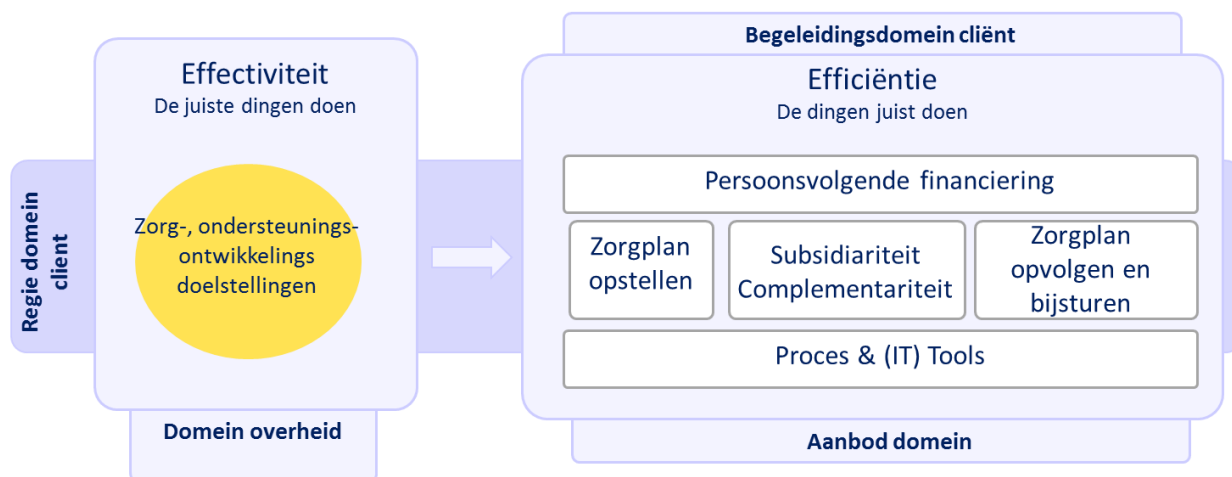 Regie domein
client
Effectiviteit
De juiste dingen doen
Zorg-, ondersteunings-
ontwikkelings
doelstellingen
Domein overheid
Begeleidingsdomein cliënt
Efficiëntie
De dingen juist doen
Persoonsvolgende financiering
Zorgplan
opstellen
Subsidiariteit
Complementariteit
Zorgplan
opvolgen en
bijsturen
Proces & (IT) Tools
Aanbod domein